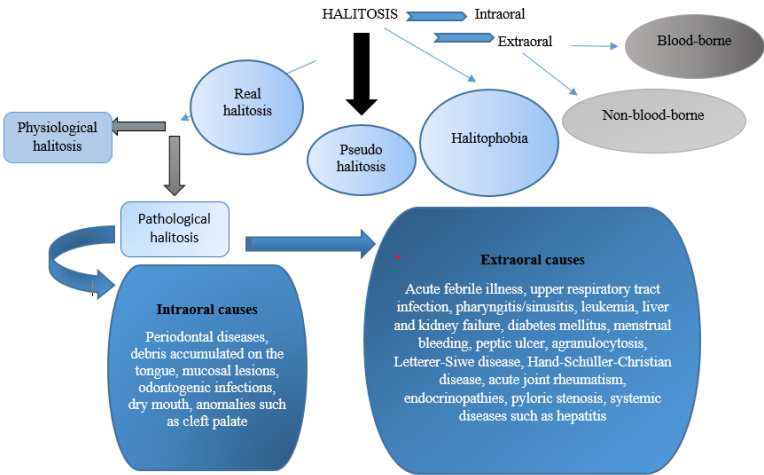 HALITOSIS
Intraoral
Extraoral
Blood-borne
Non-blood-borne
Real
halitosis
Pseudo
halitosis
Halitophobia
Physiological
halitosis
Pathological
halitosis
Intraoral causes
Periodontal diseases,
debris accumulated on the
tongue, mucosal lesions,
odontogenic infections,
dry mouth, anomalies such
as cleft palate
Extraoral causes
Acute febrile illness, upper respiratory tract
infection, pharyngitis/sinusitis, leukemia, liver
and kidney failure, diabetes mellitus, menstrual
bleeding, peptic ulcer, agranulocytosis,
Letterer-Siwe disease, Hand-Schüller-Christian
disease, acute joint rheumatism,
endocrinopathies, pyloric stenosis, systemic
diseases such as hepatitis